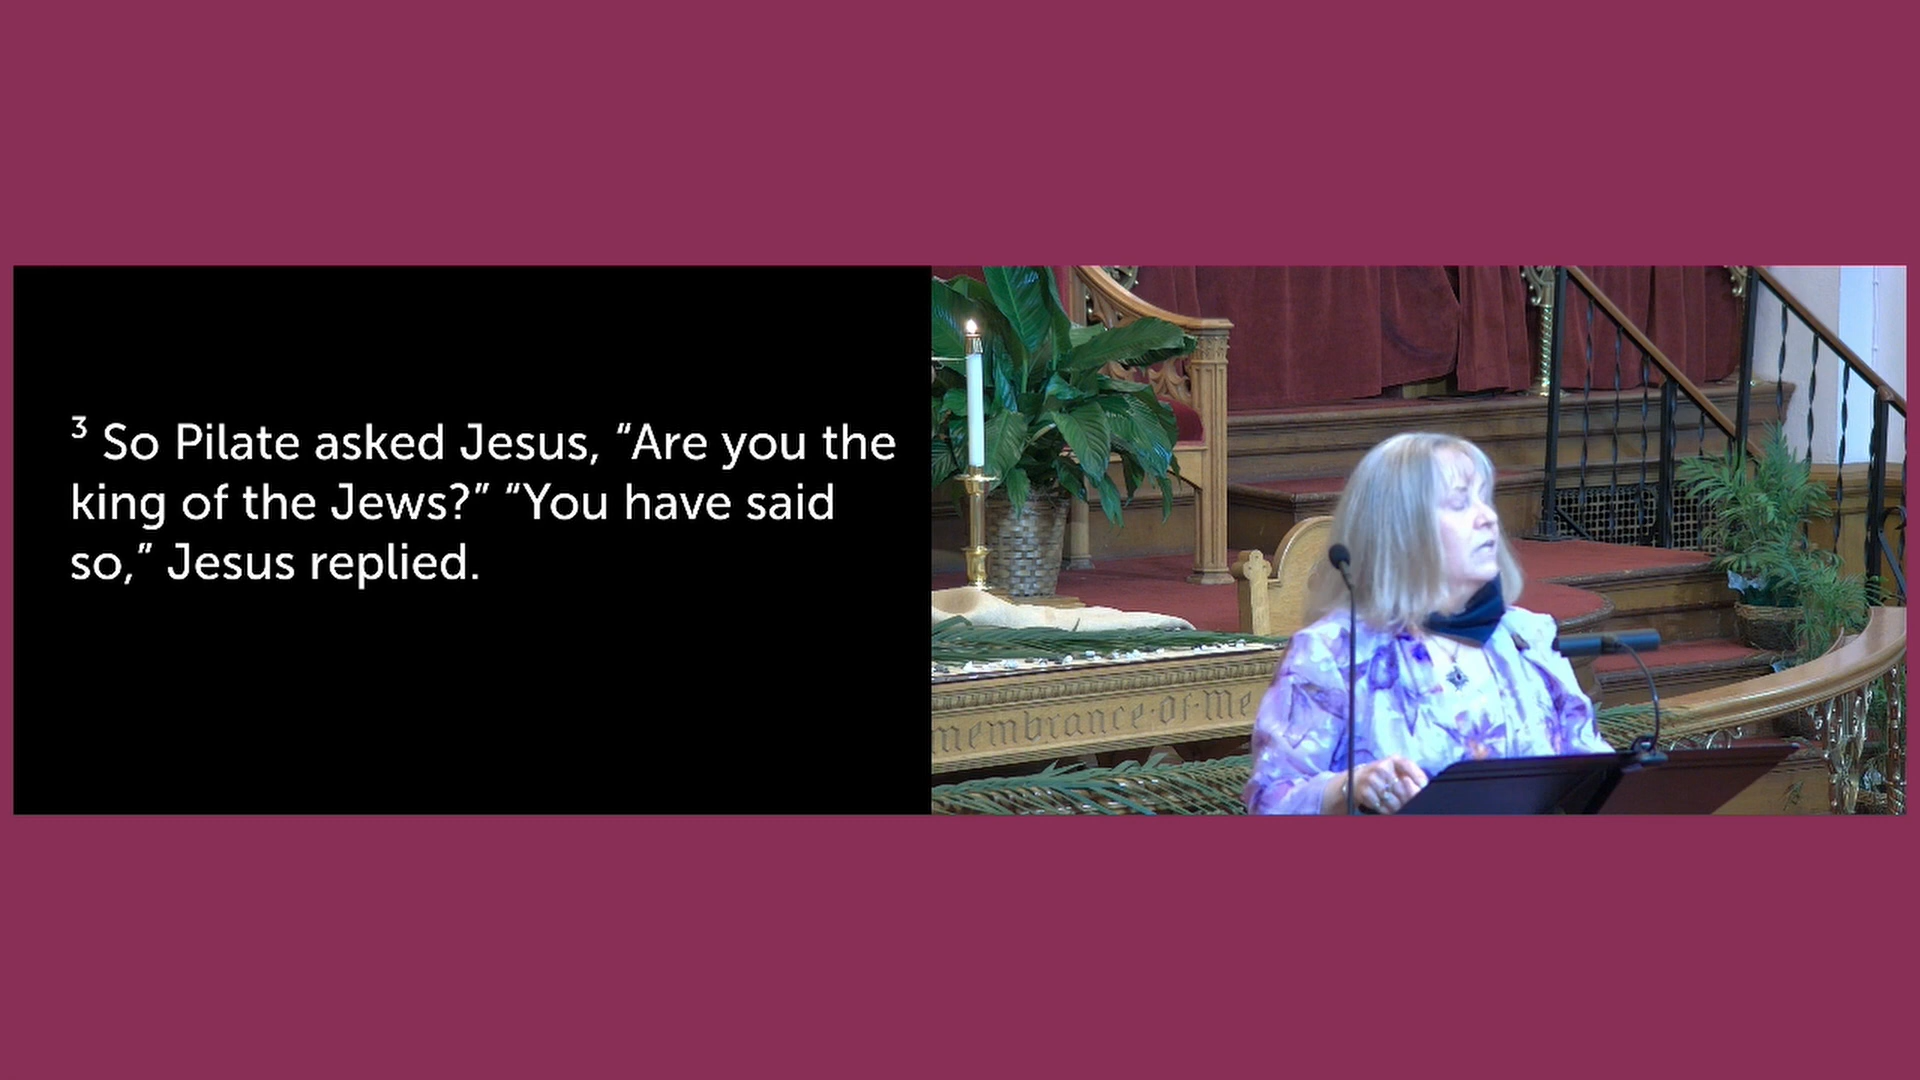 ³ So Pilate asked Jesus, “Are you the
king of the Jews?” “You have said
so,” Jesus replied.
membrance·of·Me